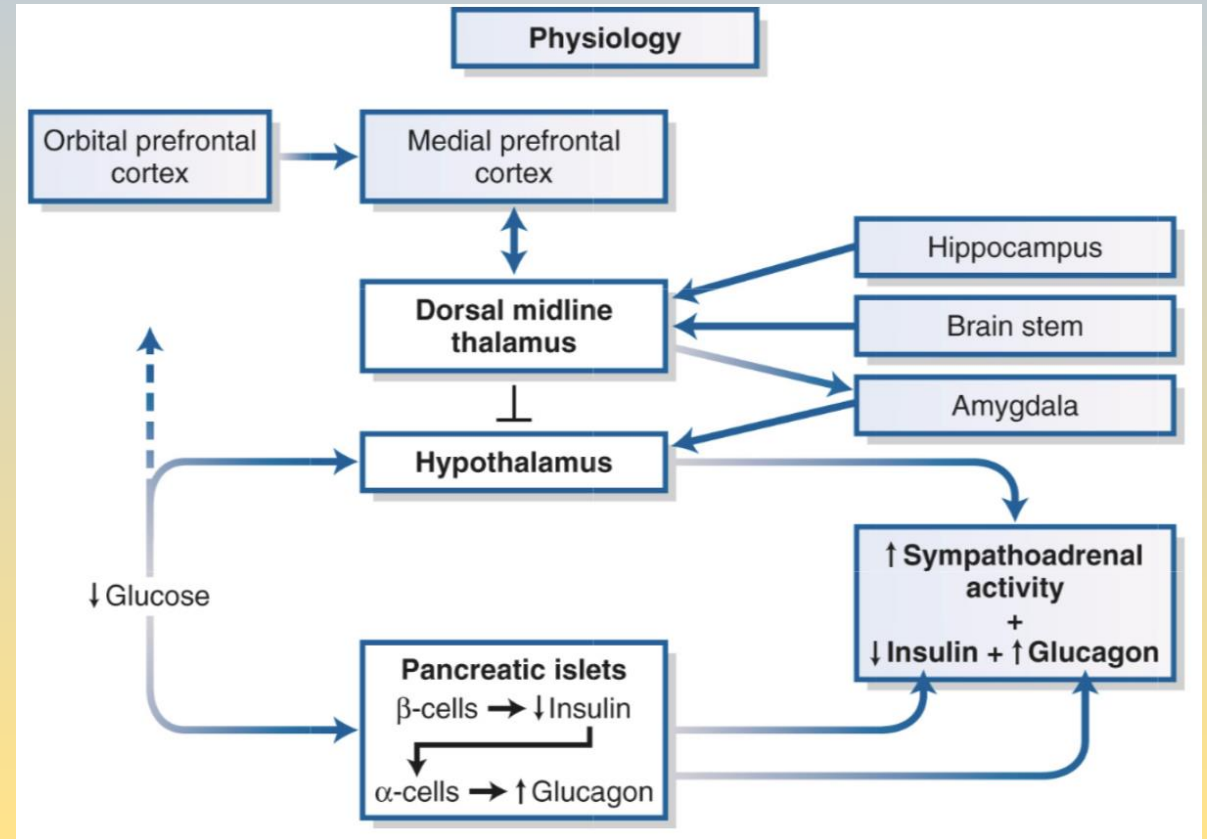 Physiology
Orbital prefrontal
cortex
Medial prefrontal
cortex
Hippocampus
Dorsal midline
thalamus
Brain stem
Amygdala
Hypothalamus
↓Glucose
↑Sympathoadrenal
activity
+
↓Insulin + ↑Glucagon
Pancreatic islets
β-cells → ↓Insulin
α-cells → ↑Glucagon